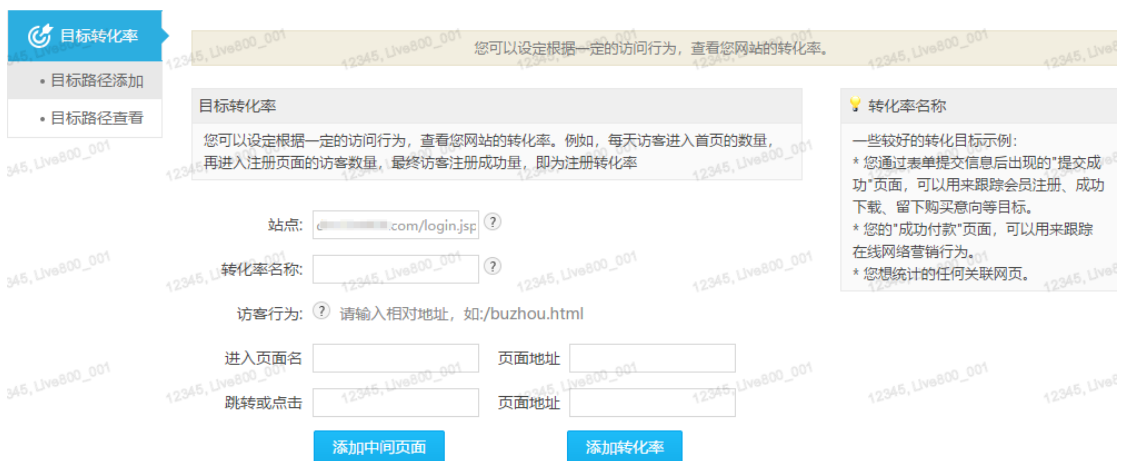 目标转化率
• 目标路径添加
• 目标路径查看
您可以设定根据一定的访问行为，查看您网站的转化率。
目标转化率
您可以设定根据一定的访问行为，查看您网站的转化率。例如，每天访客进入首页的数量，
再进入注册页面的访客数量，最终访客注册成功量，即为注册转化率
站点: .com/login.jsp ?
转化率名称: ?
访客行为: ? 请输入相对地址，如:/buzhou.html
进入页面名 页面地址
跳转或点击 页面地址
添加中间页面 添加转化率
转化率名称
一些较好的转化目标示例:
* 您通过表单提交信息后出现的"提交成
功"页面，可以用来跟踪会员注册、成功
下载、留下购买意向等目标。
* 您的"成功付款"页面，可以用来跟踪
在线网络营销行为。
* 您想统计的任何关联网页。
12345, Live800_001